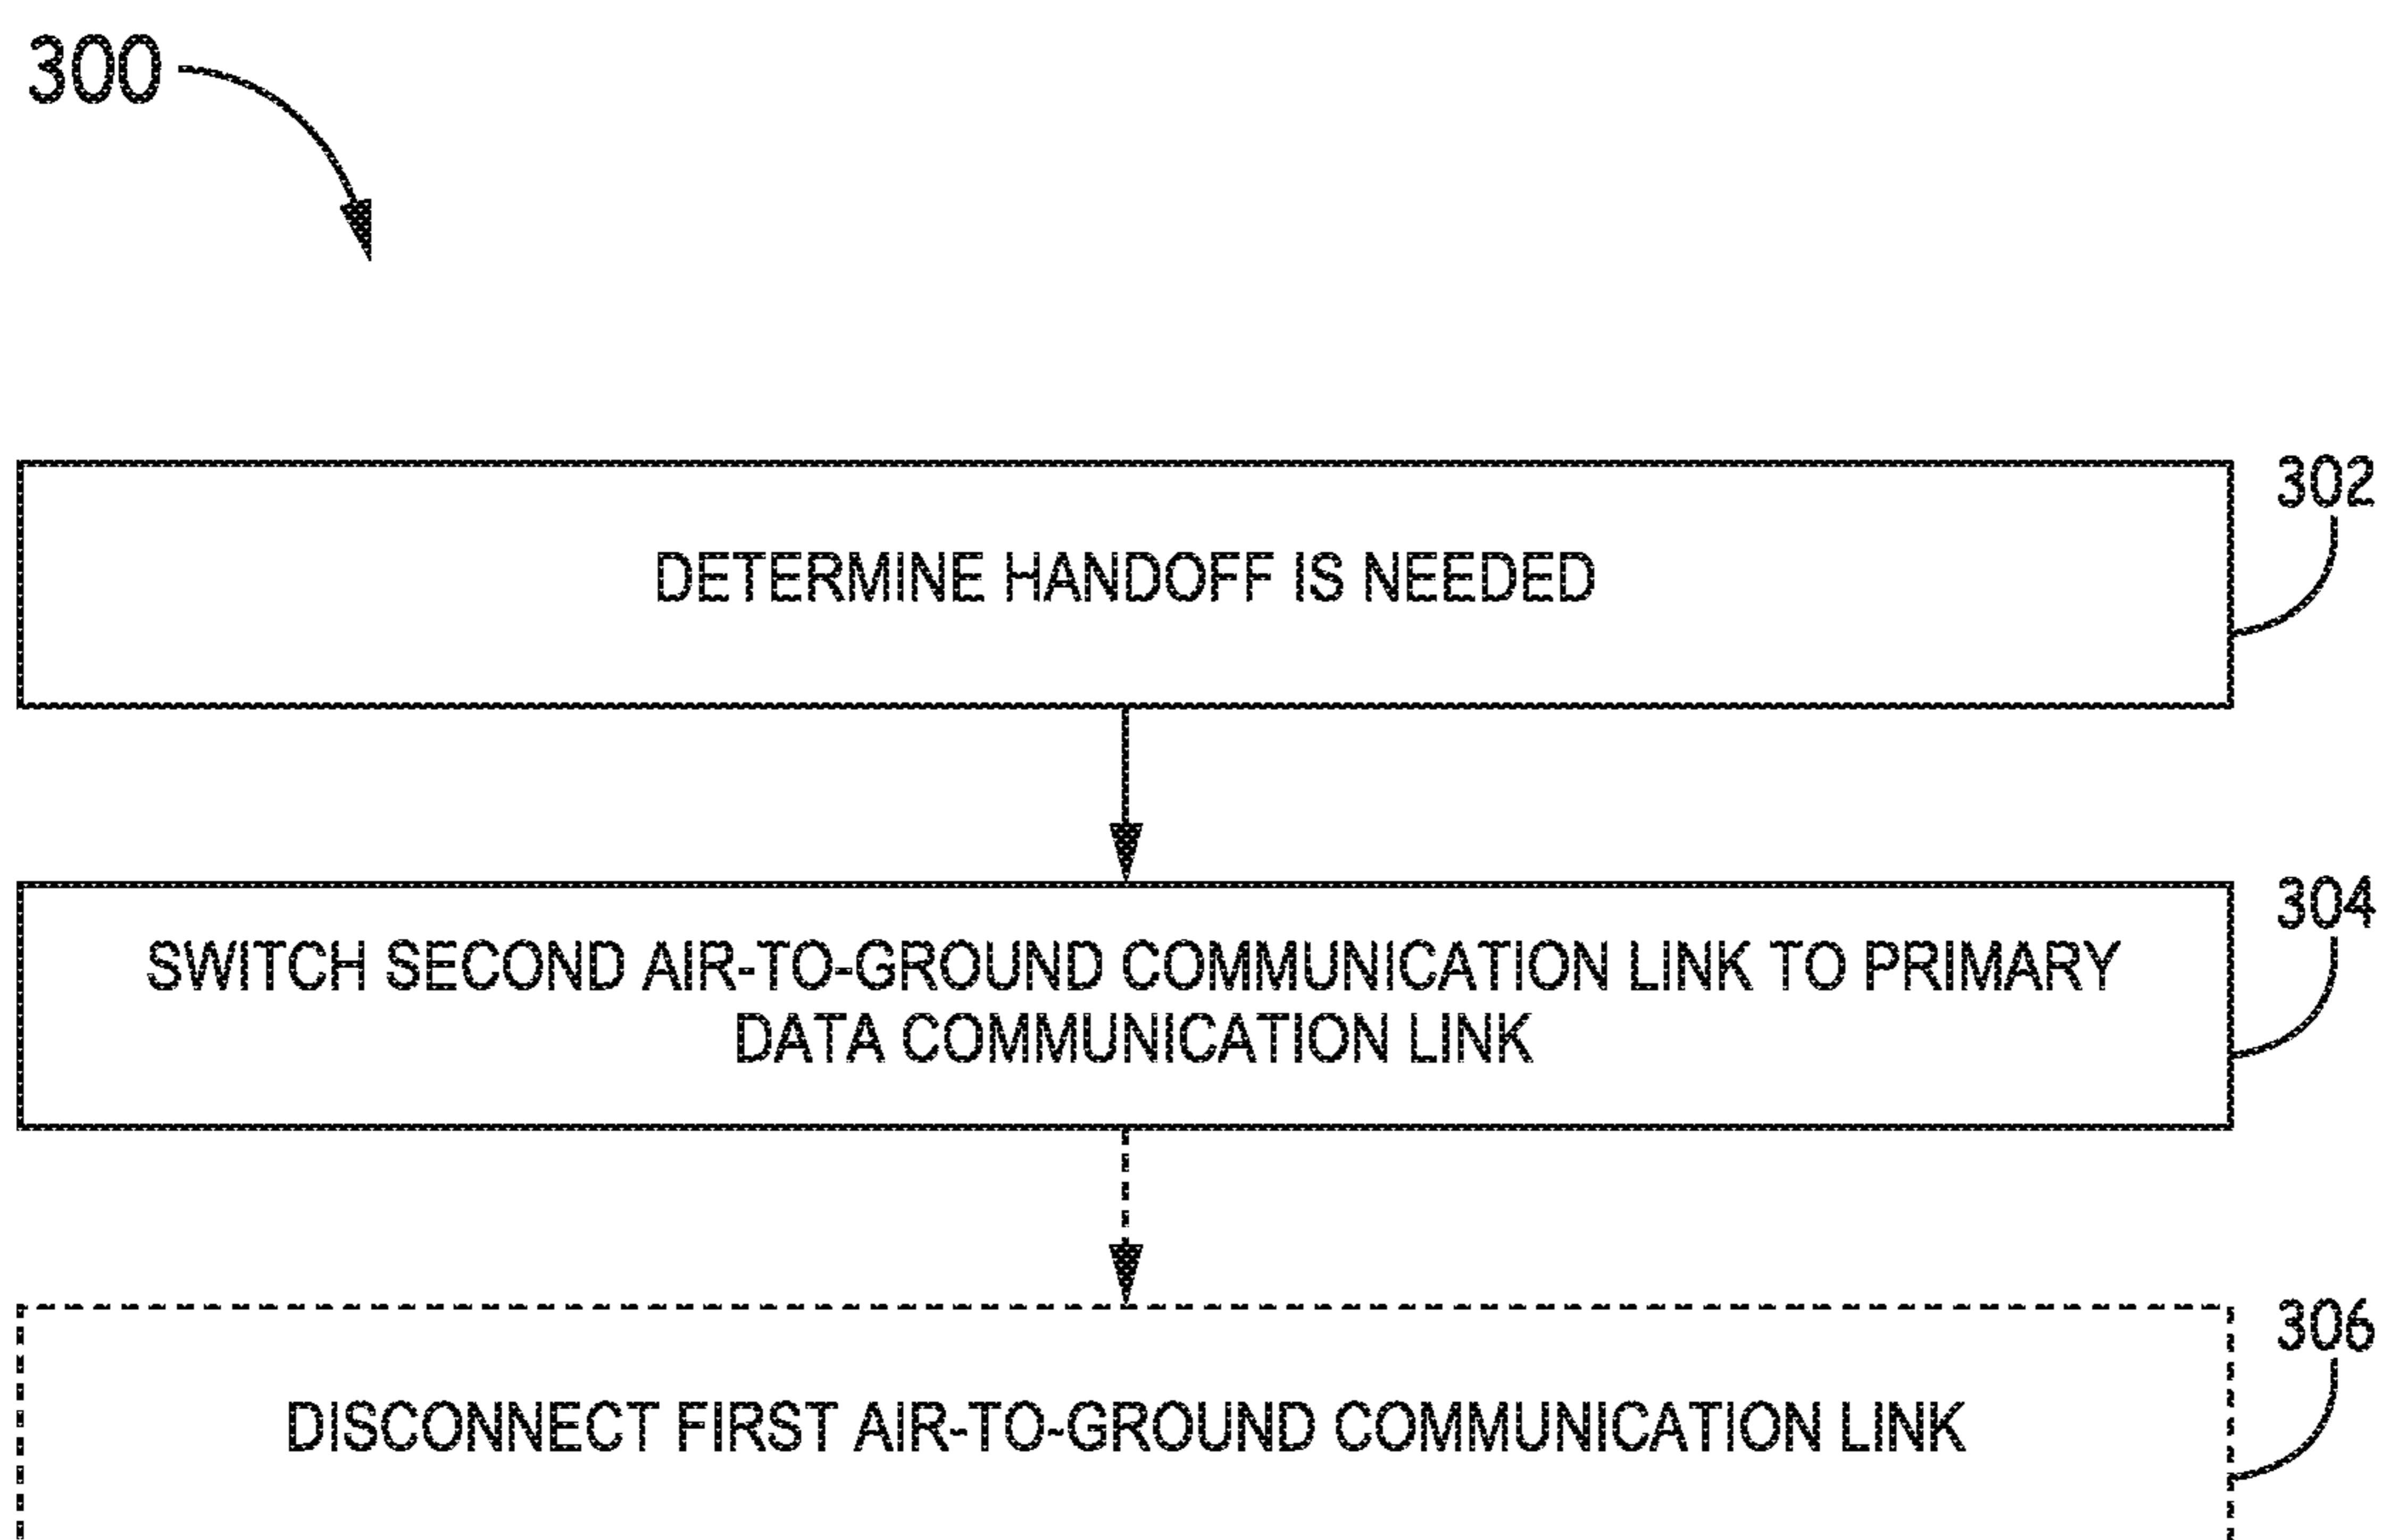 300
302
DETERMINE HANDOFF IS NEEDED
304
SWITCH SECOND AIR-TO-GROUND COMMUNICATION LINK TO PRIMARY
DATA COMMUNICATION LINK
306
DISCONNECT FIRST AIR-TO-GROUND COMMUNICATION LINK